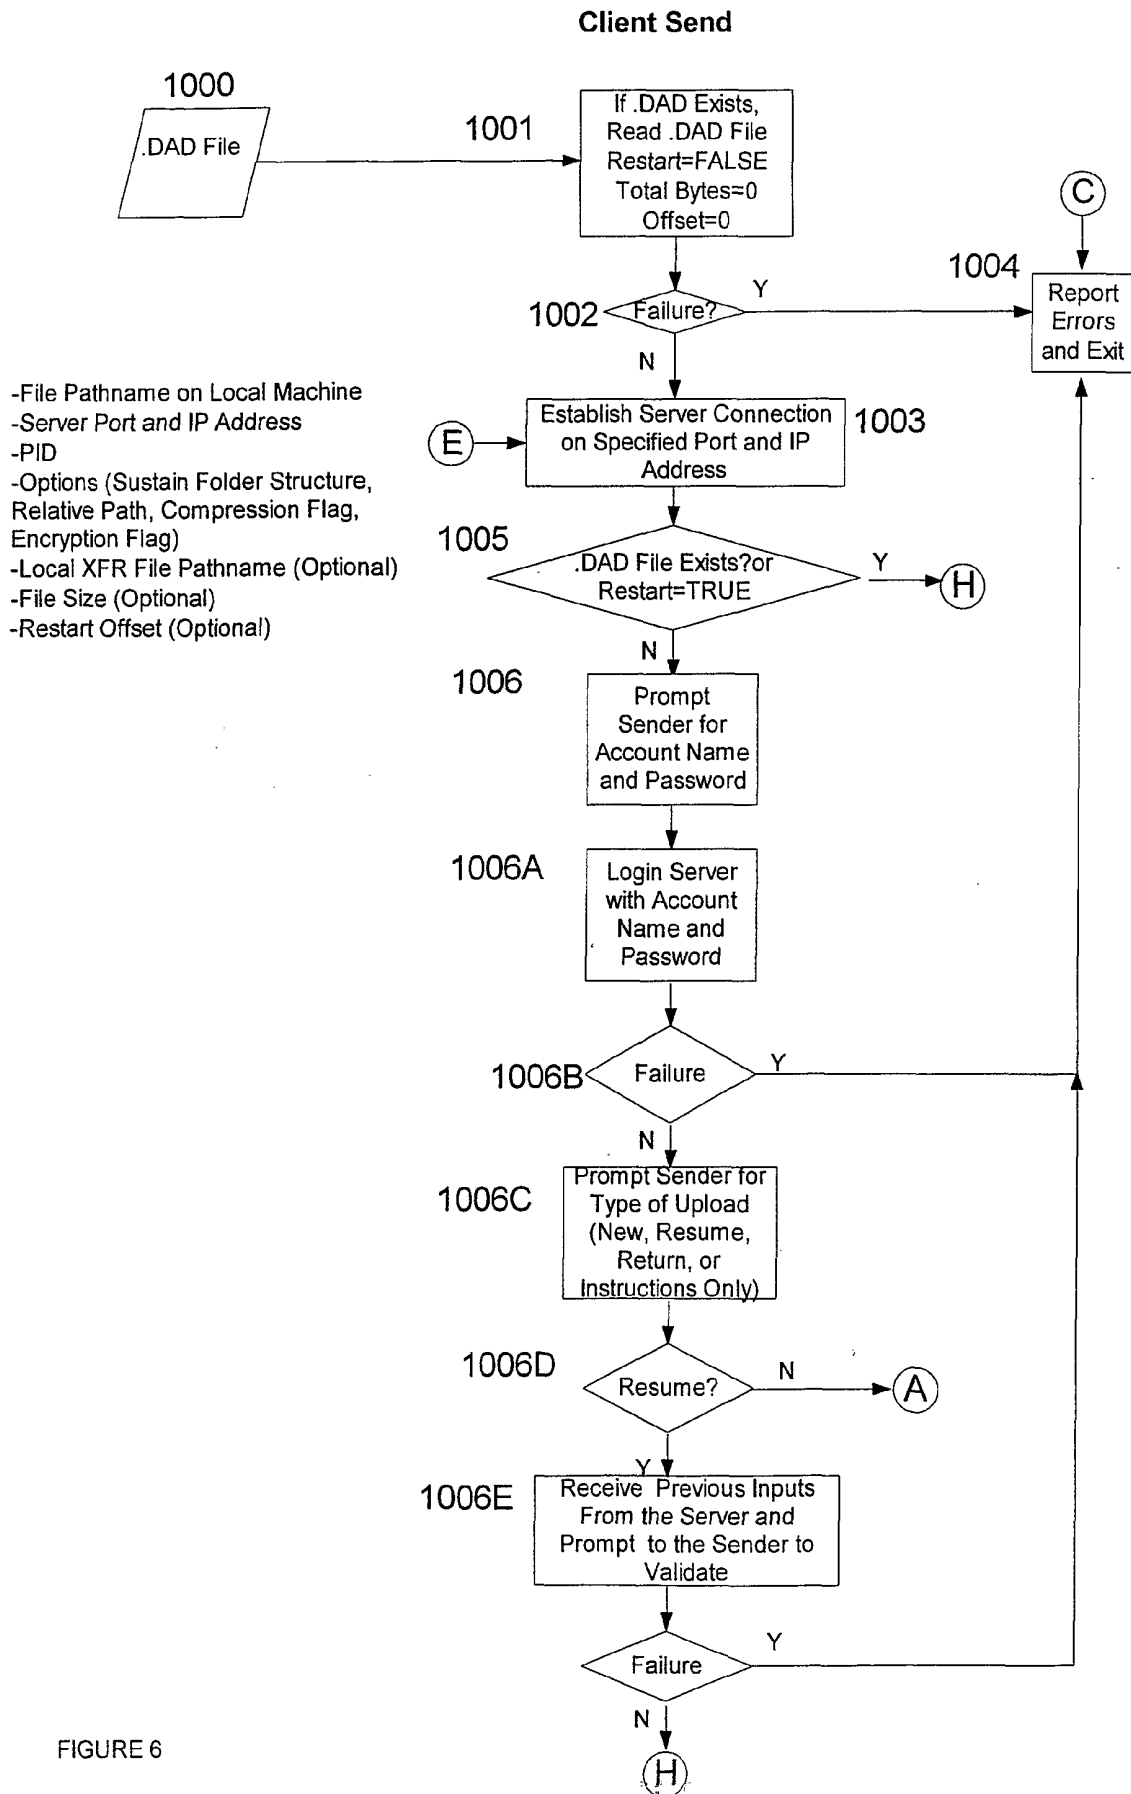 Client Send
1000
.DAD File
1001
If .DAD Exists,
Read .DAD File
Restart=FALSE
Total Bytes=0
Offset=0
C
1004
Report
Errors
and Exit
1002
Failure?
Y
N
-File Pathname on Local Machine
-Server Port and IP Address
-PID
-Options (Sustain Folder Structure,
Relative Path, Compression Flag,
Encryption Flag)
-Local XFR File Pathname (Optional)
-File Size (Optional)
-Restart Offset (Optional)
E
Establish Server Connection
on Specified Port and IP
Address
1003
1005
.DAD File Exists?or
Restart=TRUE
Y
H
N
1006
Prompt
Sender for
Account Name
and Password
1006A
Login Server
with Account
Name and
Password
1006B
Failure
Y
N
1006C
Prompt Sender for
Type of Upload
(New, Resume,
Return, or
Instructions Only)
1006D
Resume?
N
A
Y
1006E
Receive Previous Inputs
From the Server and
Prompt to the Sender to
Validate
Failure
Y
N
H
FIGURE 6